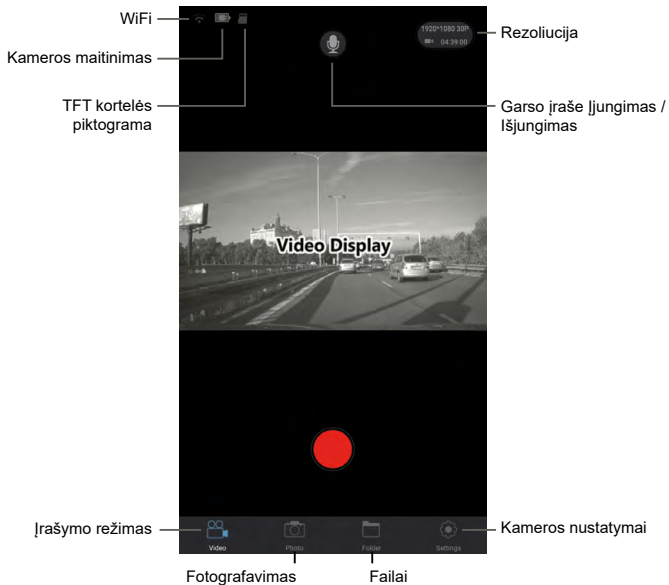 WiFi
1920*1080 30P
Rezoliucija
04:39:00
Kameros maitinimas
TFT kortelės
piktograma
Garso įraše Įjungimas /
Išjungimas
Video Display
Įrašymo režimas
Kameros nustatymai
Video
Photo
Folder
Settings
Fotografavimas
Failai